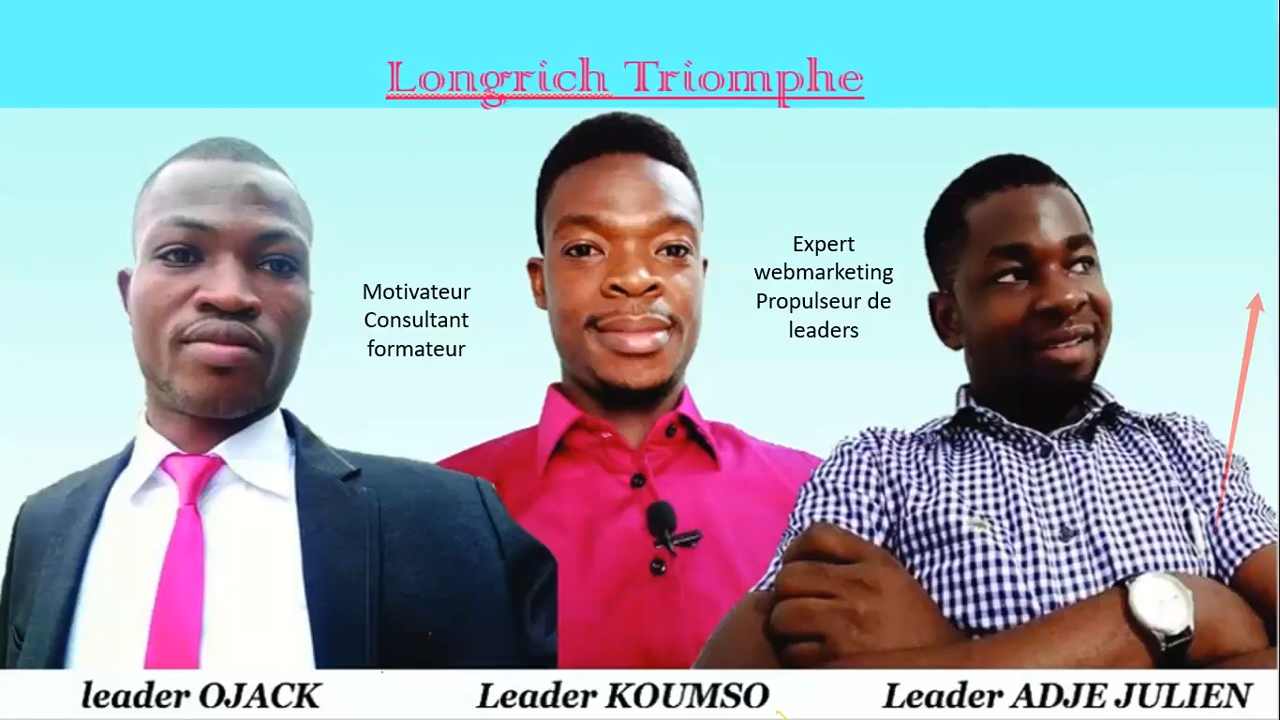 Longrich Triomphe
Motivateur
Consultant
formateur
Expert
webmarketing
Propulseur de
leaders
leader OJACK
Leader KOUMSO
Leader ADJE JULIEN